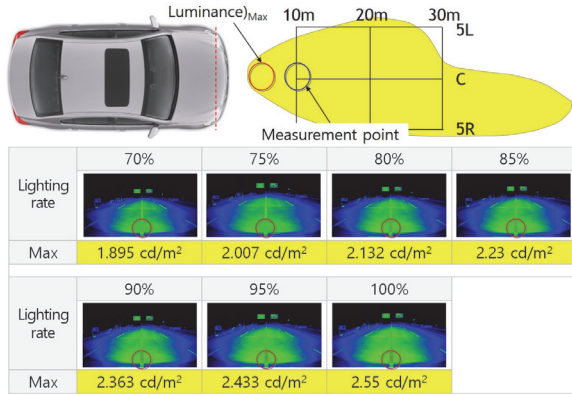 Luminance)Max
10m 20m 30m
5L
C
5R
Measurement point
Lighting rate 70% 75% 80% 85%
Max 1.895 cd/m² 2.007 cd/m² 2.132 cd/m² 2.23 cd/m²
Lighting rate 90% 95% 100%
Max 2.363 cd/m² 2.433 cd/m² 2.55 cd/m²